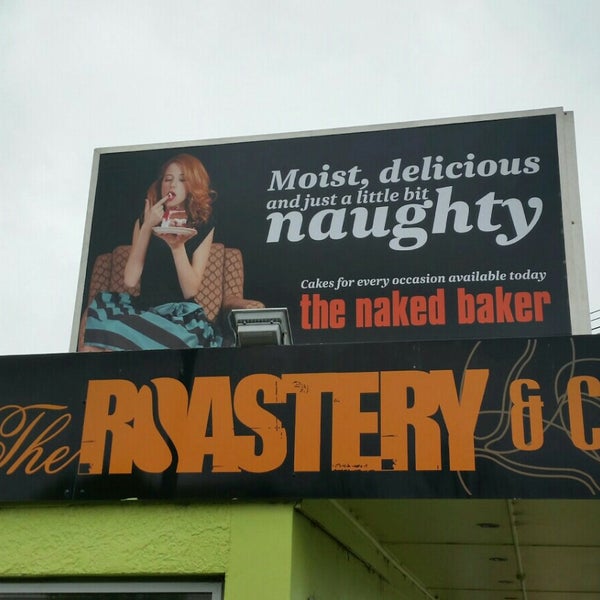 Moist, delicious
and just a little bit
naughty
Cakes for every occasion available today
the naked baker
The ROASTERY & C